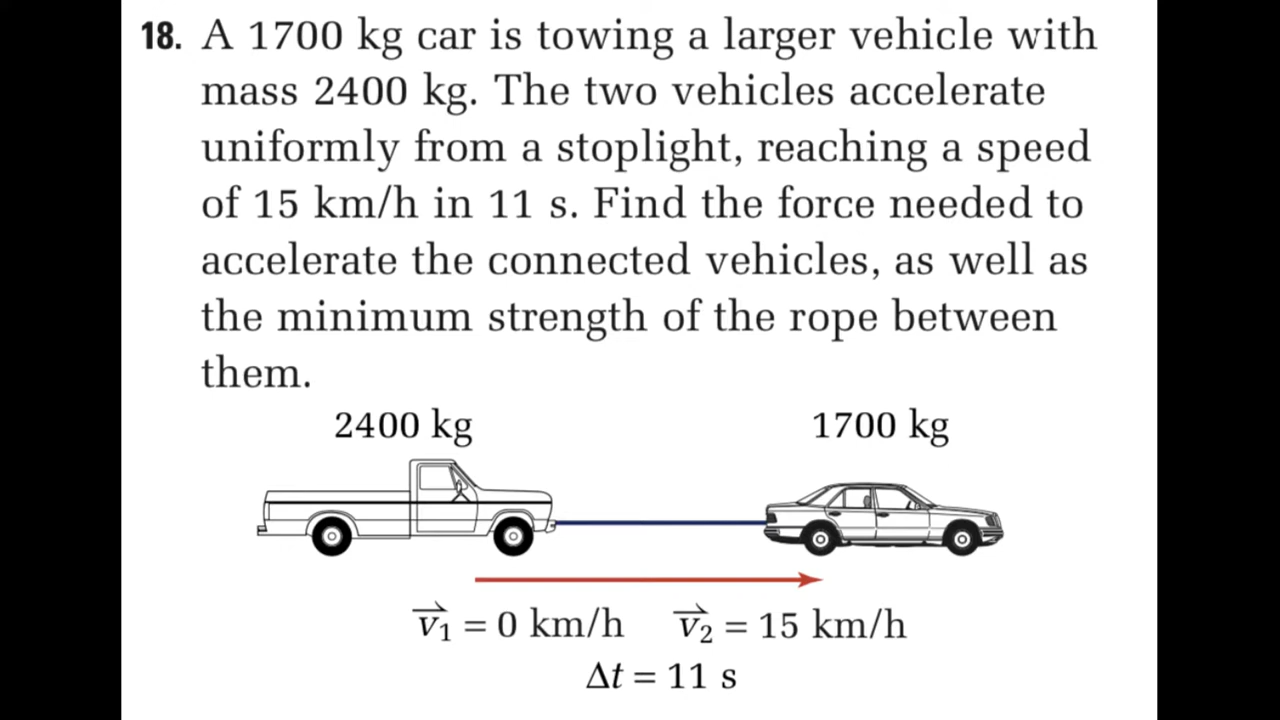 18. A 1700 kg car is towing a larger vehicle with
mass 2400 kg. The two vehicles accelerate
uniformly from a stoplight, reaching a speed
of 15 km/h in 11 s. Find the force needed to
accelerate the connected vehicles, as well as
the minimum strength of the rope between
them.
2400 kg 1700 kg
v⃗₁ = 0 km/h v⃗₂ = 15 km/h
Δt = 11 s